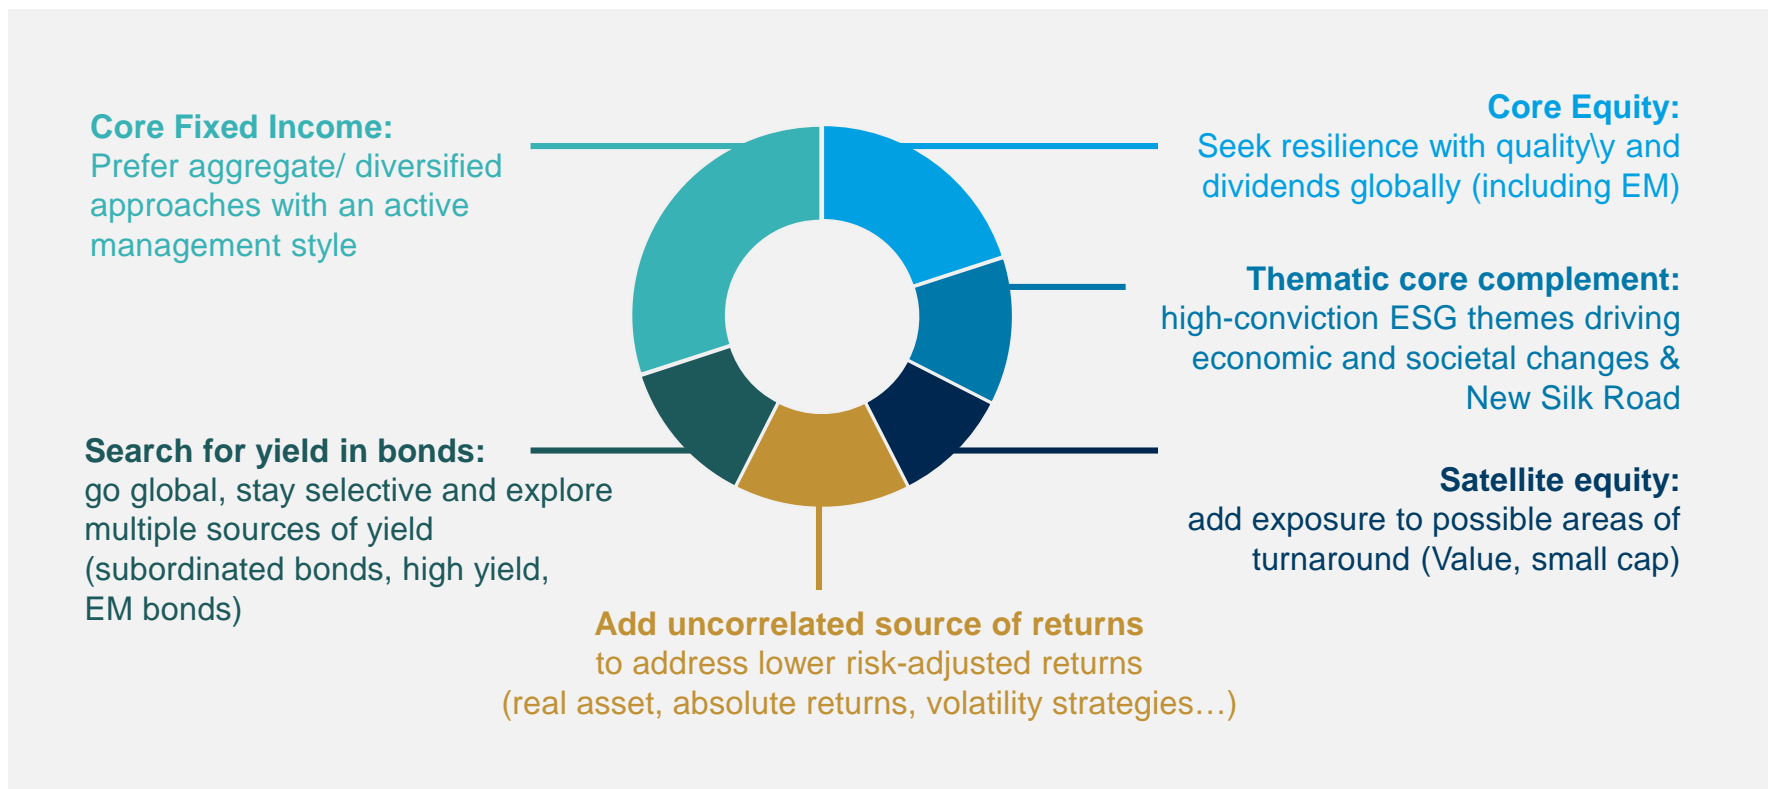 Core Fixed Income:
Prefer aggregate/ diversified
approaches with an active
management style
Search for yield in bonds:
go global, stay selective and explore
multiple sources of yield
(subordinated bonds, high yield,
EM bonds)
Core Equity:
Seek resilience with quality\y and
dividends globally (including EM)
Thematic core complement:
high-conviction ESG themes driving
economic and societal changes &
New Silk Road
Satellite equity:
add exposure to possible areas of
turnaround (Value, small cap)
Add uncorrelated source of returns
to address lower risk-adjusted returns
(real asset, absolute returns, volatility strategies…)